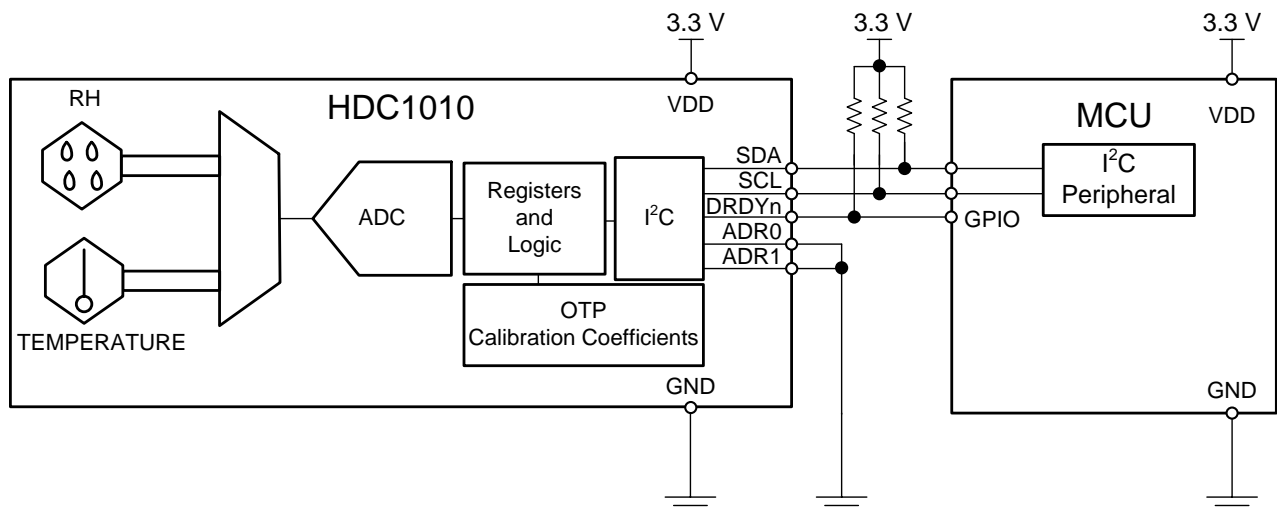 3.3 V
3.3 V
3.3 V
RH
HDC1010
VDD
MCU
VDD
SDA
SCL
DRDYn
ADR0
ADR1
ADC
Registers
and
Logic
I²C
I²C
Peripheral
GPIO
TEMPERATURE
OTP
Calibration Coefficients
GND
GND